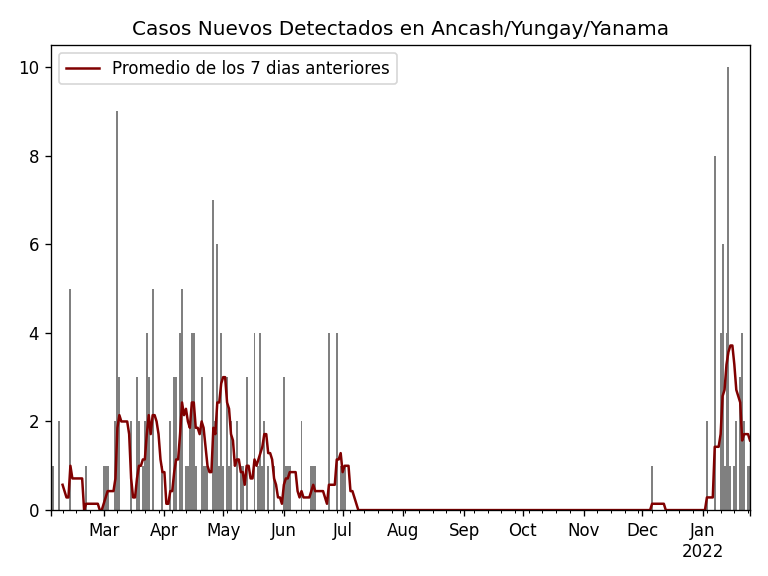 Casos Nuevos Detectados en Ancash/Yungay/Yanama
Promedio de los 7 dias anteriores
10
8
6
4
2
0
Mar Apr May Jun Jul Aug Sep Oct Nov Dec Jan
2022